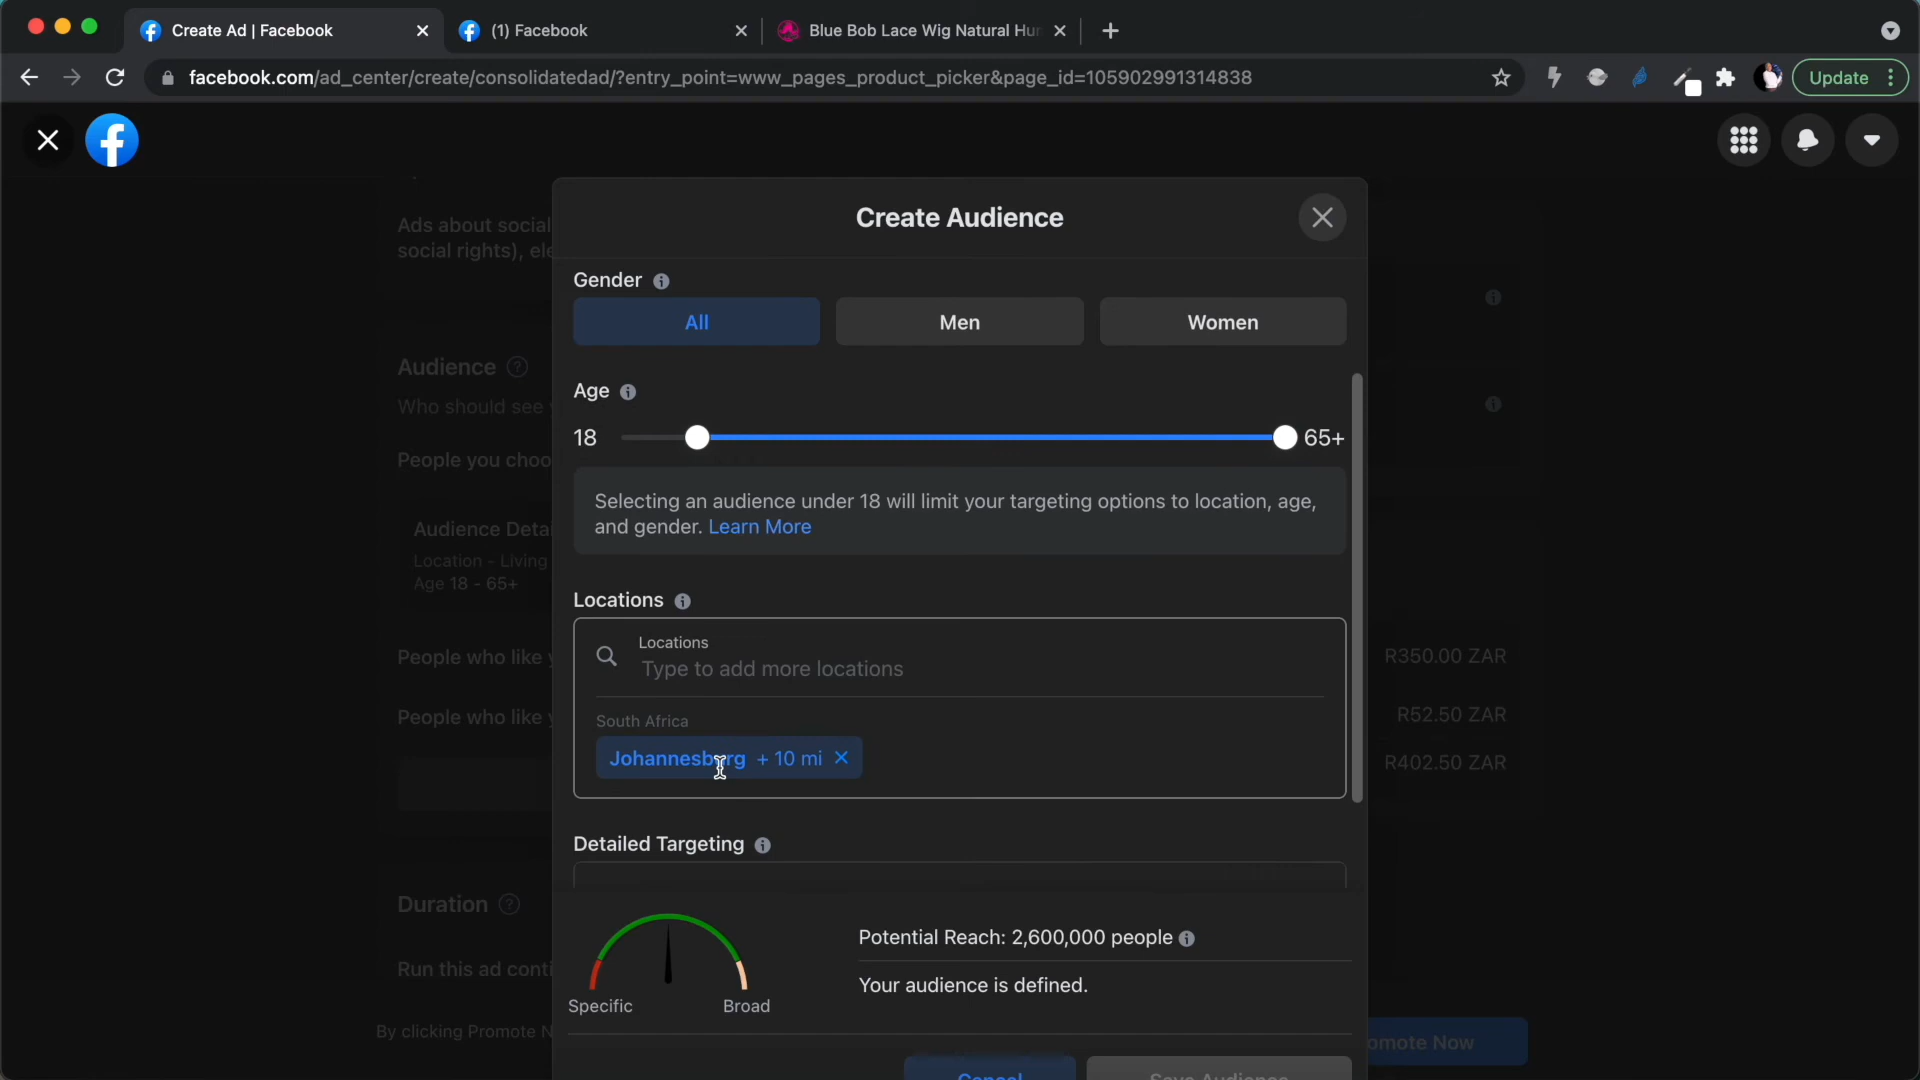 Create Ad | Facebook
(1) Facebook
Blue Bob Lace Wig Natural Hu
facebook.com/ad_center/create/consolidatedad/?entry_point=www_pages_product_picker&page_id=105902991314838
Update
Create Audience
Ads about social
social rights), ele
Gender
All
Men
Women
Audience
Who should see
Age
18
65+
People you choo
Selecting an audience under 18 will limit your targeting options to location, age,
and gender. Learn More
Audience Detai
Location - Living
Age 18 - 65+
Locations
Locations
Type to add more locations
People who like y
R350.00 ZAR
South Africa
People who like y
R52.50 ZAR
Johannesburg + 10 mi
R402.50 ZAR
Detailed Targeting
Duration
Potential Reach: 2,600,000 people
Run this ad conti
Your audience is defined.
Specific
Broad
By clicking Promote N
omote Now
Cancel
Save Audience